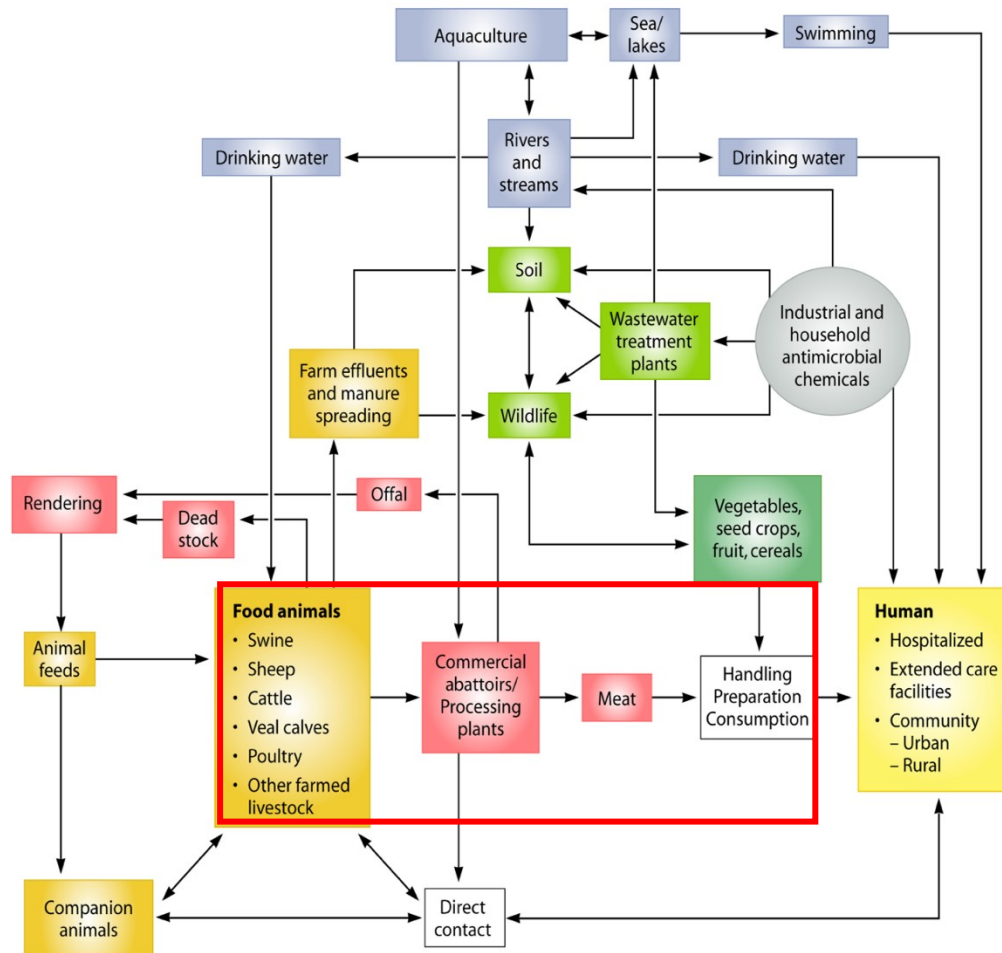 Aquaculture
Sea/
lakes
Swimming
Drinking water
Rivers
and
streams
Drinking water
Soil
Wastewater
treatment
plants
Industrial and
household
antimicrobial
chemicals
Farm effluents
and manure
spreading
Wildlife
Rendering
Offal
Dead
stock
Vegetables,
seed crops,
fruit, cereals
Animal
feeds
Food animals
• Swine
• Sheep
• Cattle
• Veal calves
• Poultry
• Other farmed
livestock
Commercial
abattoirs/
Processing
plants
Meat
Handling
Preparation
Consumption
Human
• Hospitalized
• Extended care
facilities
• Community
– Urban
– Rural
Companion
animals
Direct
contact